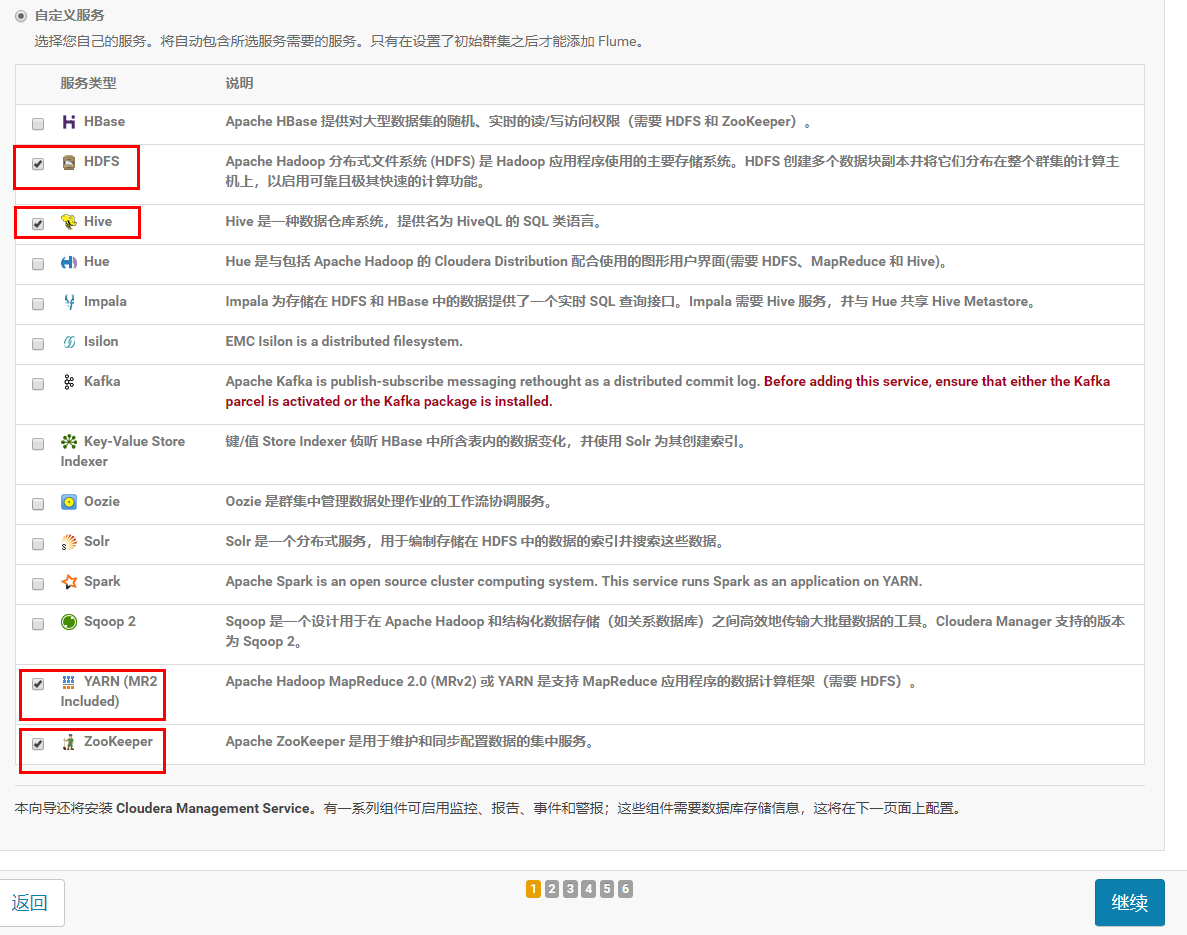 自定义服务
选择您自己的服务。将自动包含所选服务需要的服务。只有在设置了初始群集之后才能添加 Flume。
服务类型 说明
HBase Apache HBase 提供对大型数据集的随机、实时的读/写访问权限（需要 HDFS 和 ZooKeeper）。
HDFS Apache Hadoop 分布式文件系统 (HDFS) 是 Hadoop 应用程序使用的主要存储系统。HDFS 创建多个数据块副本并将它们分布在整个群集的计算主
机上，以启用可靠且极其快速的计算功能。
Hive Hive 是一种数据仓库系统，提供名为 HiveQL 的 SQL 类语言。
Hue Hue 是与包括 Apache Hadoop 的 Cloudera Distribution 配合使用的图形用户界面(需要 HDFS、MapReduce 和 Hive)。
Impala Impala 为存储在 HDFS 和 HBase 中的数据提供了一个实时 SQL 查询接口。Impala 需要 Hive 服务，并与 Hue 共享 Hive Metastore。
Isilon EMC Isilon is a distributed filesystem.
Kafka Apache Kafka is publish-subscribe messaging rethought as a distributed commit log. Before adding this service, ensure that either the Kafka
parcel is activated or the Kafka package is installed.
Key-Value Store 键/值 Store Indexer 侦听 HBase 中所含表内的数据变化，并使用 Solr 为其创建索引。
Indexer
Oozie Oozie 是群集中管理数据处理作业的工作流协调服务。
Solr Solr 是一个分布式服务，用于编制存储在 HDFS 中的数据的索引并搜索这些数据。
Spark Apache Spark is an open source cluster computing system. This service runs Spark as an application on YARN.
Sqoop 2 Sqoop 是一个设计用于在 Apache Hadoop 和结构化数据存储（如关系数据库）之间高效地传输大批量数据的工具。Cloudera Manager 支持的版本
为 Sqoop 2。
YARN (MR2 Apache Hadoop MapReduce 2.0 (MRv2) 或 YARN 是支持 MapReduce 应用程序的数据计算框架（需要 HDFS）。
Included)
ZooKeeper Apache ZooKeeper 是用于维护和同步配置数据的集中服务。
本向导还将安装 Cloudera Management Service。有一系列组件可启用监控、报告、事件和警报；这些组件需要数据库存储信息，这将在下一页面上配置。
返回 1 2 3 4 5 6 继续